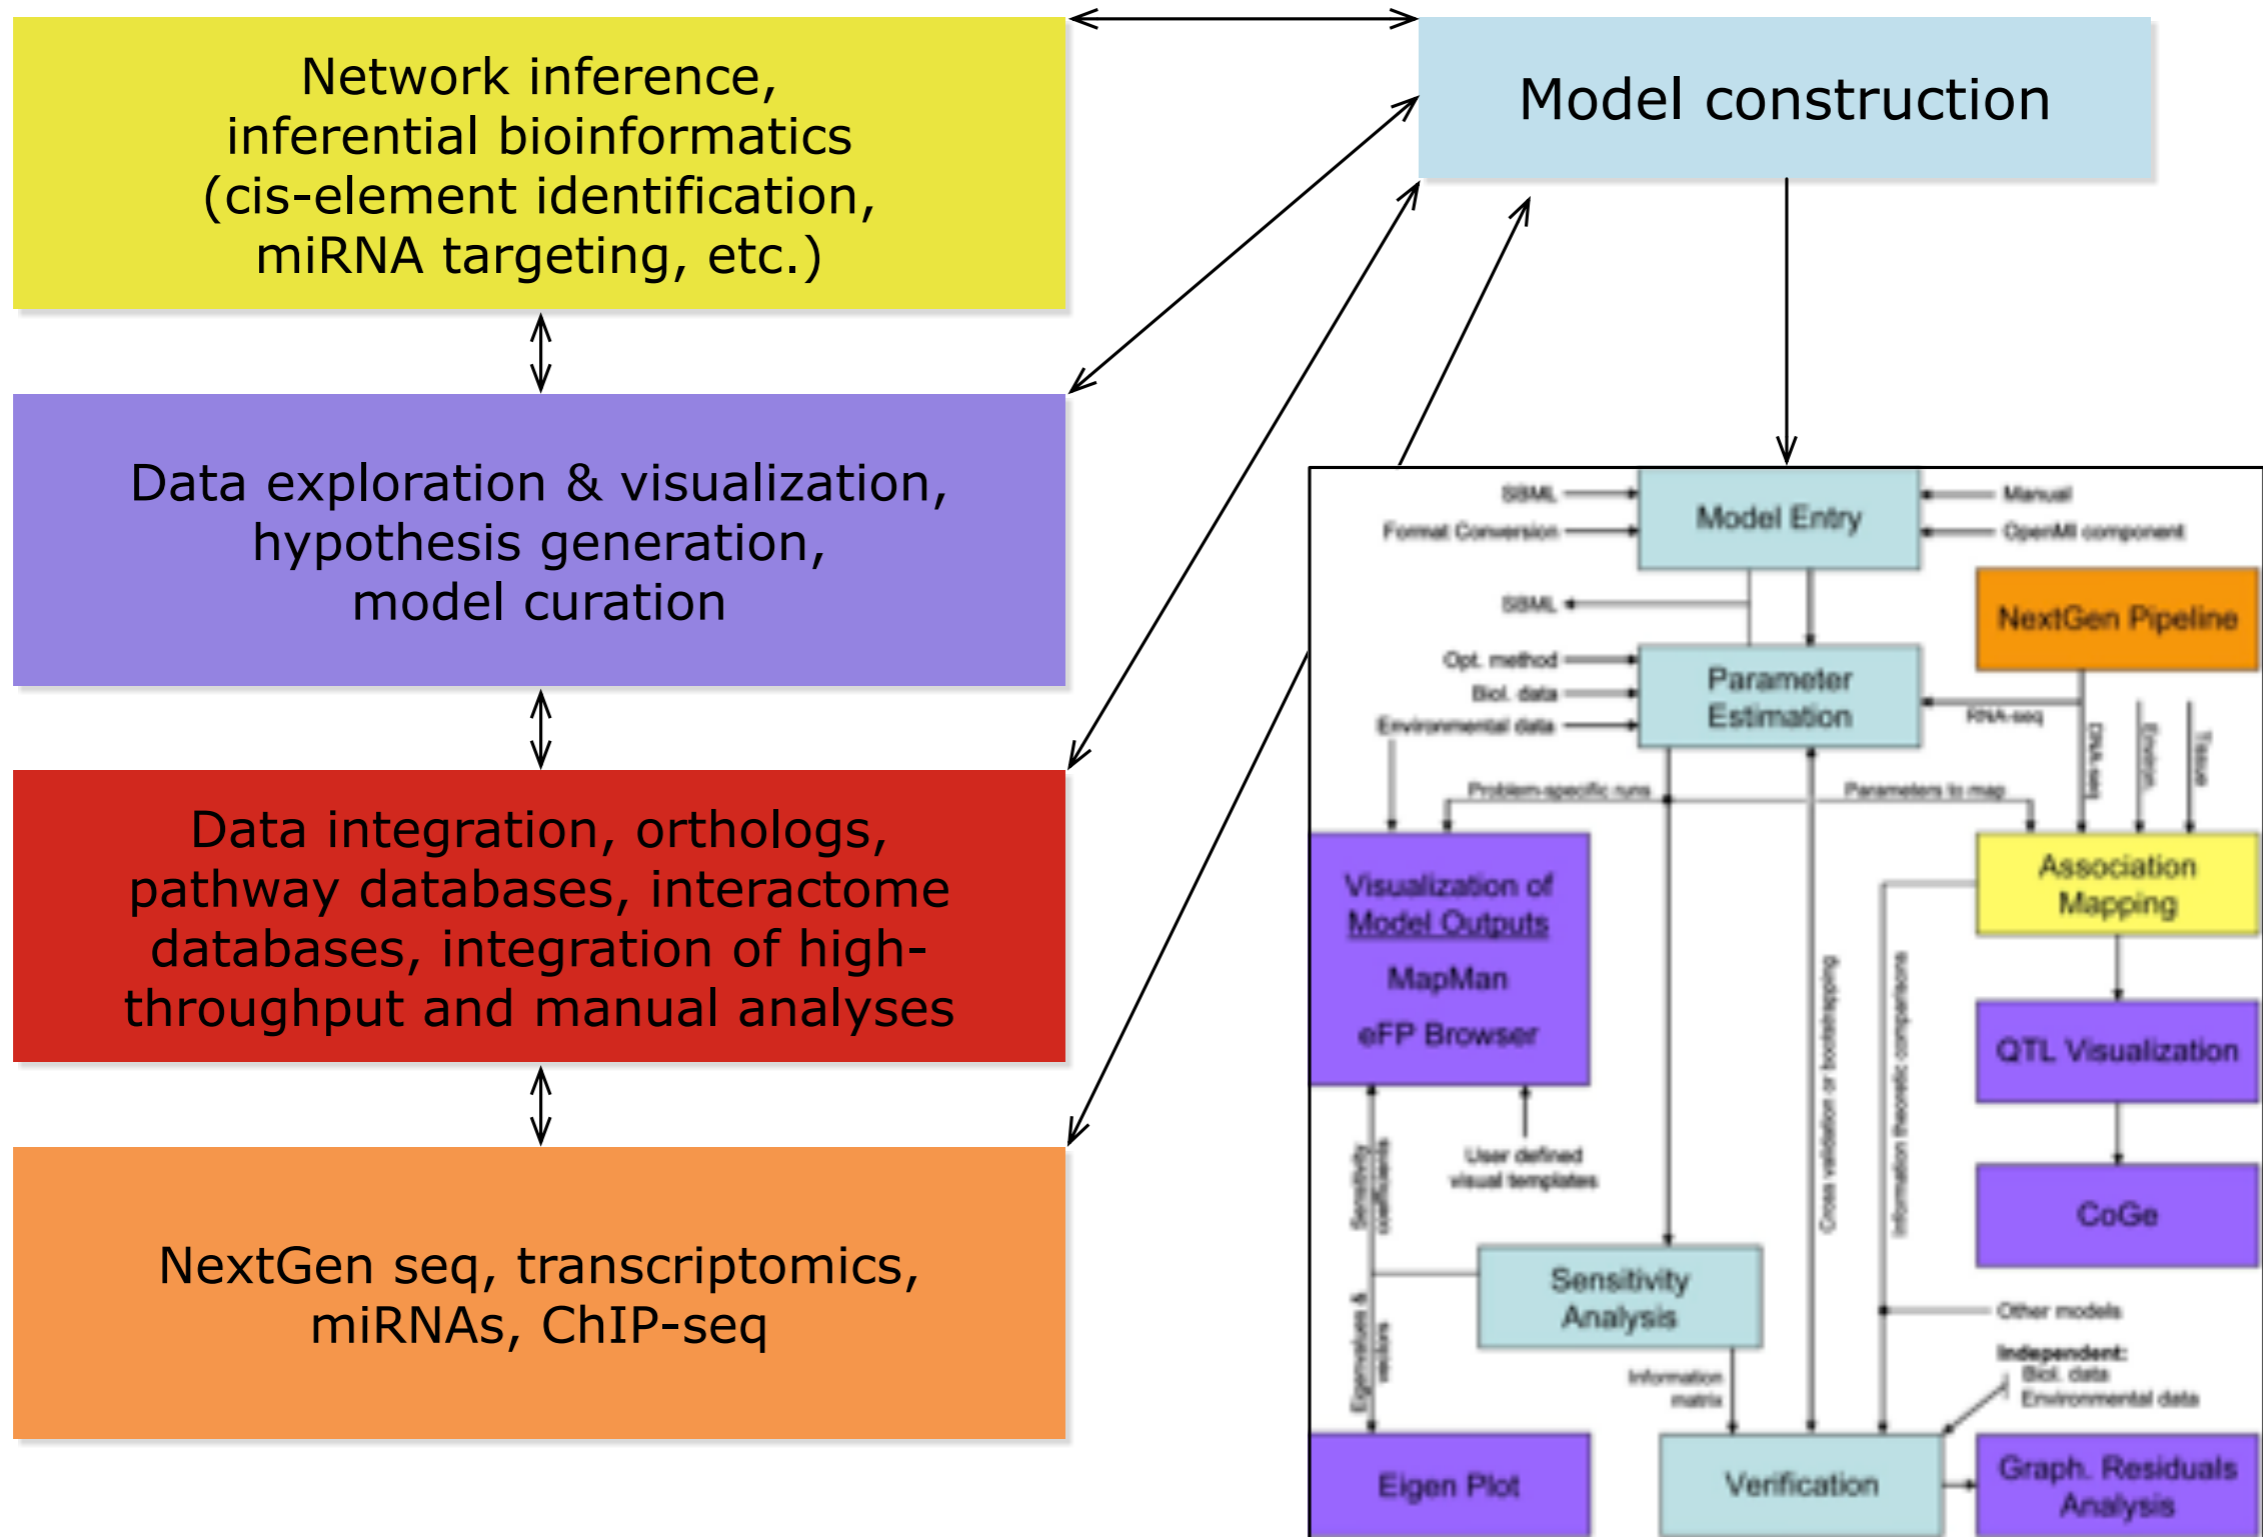 Network inference,
inferential bioinformatics
(cis-element identification,
miRNA targeting, etc.)
Model construction
Data exploration & visualization,
hypothesis generation,
model curation
Data integration, orthologs,
pathway databases, interactome
databases, integration of high-
throughput and manual analyses
NextGen seq, transcriptomics,
miRNAs, ChIP-seq
SBML
Format Conversion
Model Entry
Manual
OpenMI component
SBML
NextGen Pipeline
Opt. method
Biol. data
Environmental data
Parameter
Estimation
RNA-seq
DNA-seq
Environ.
Tissue
Problem-specific runs
Parameters to map
Visualization of
Model Outputs
MapMan
eFP Browser
Association
Mapping
QTL Visualization
CoGe
Cross validation or bootstrapping
Information theoretic comparisons
Sensitivity
coefficients
User defined
visual templates
Sensitivity
Analysis
Eigenvalues &
vectors
Information
matrix
Other models
Independent:
Biol. data
Environmental data
Eigen Plot
Verification
Graph. Residuals
Analysis